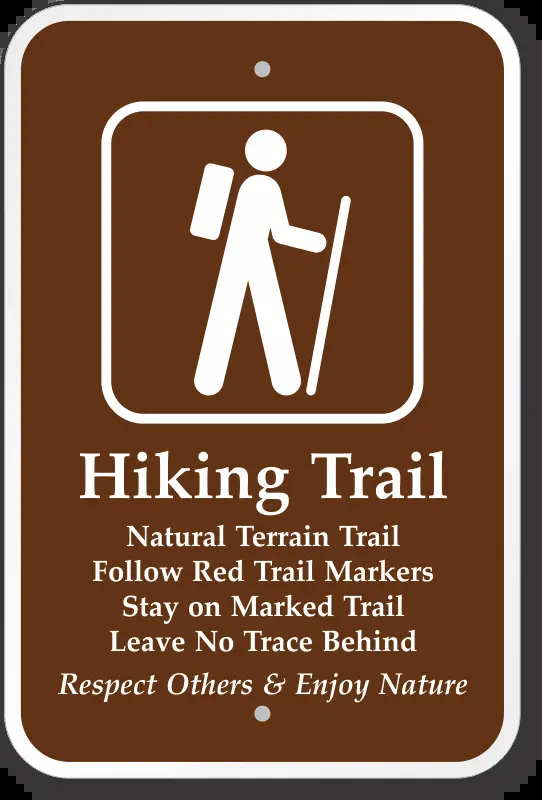 Hiking Trail
Natural Terrain Trail
Follow Red Trail Markers
Stay on Marked Trail
Leave No Trace Behind
Respect Others & Enjoy Nature